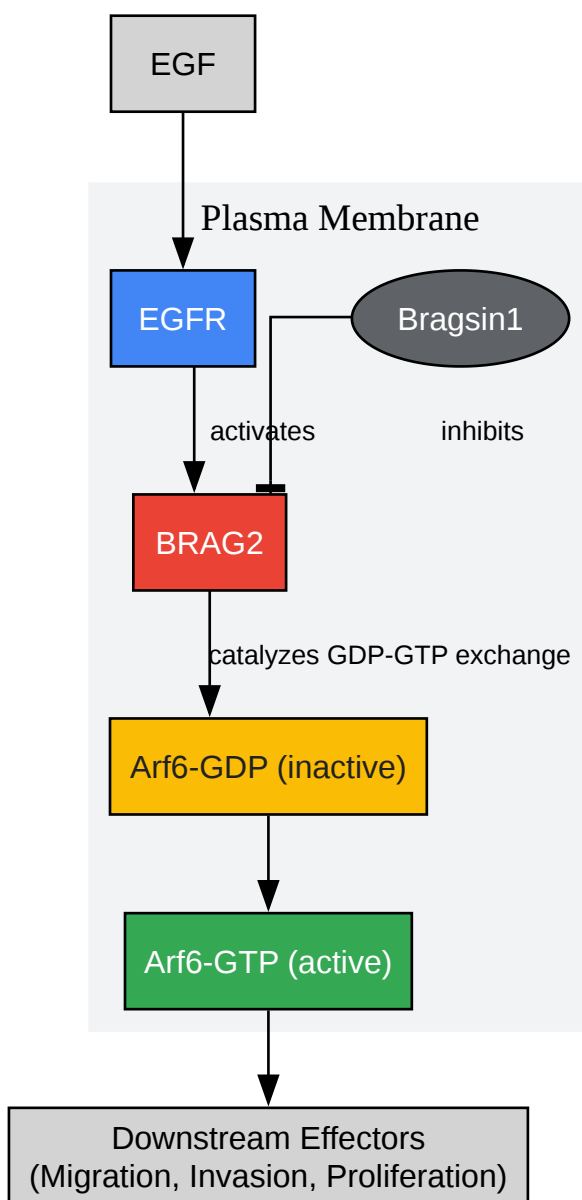 EGF
Plasma Membrane
EGFR
Bragsin1
activates
inhibits
BRAG2
catalyzes GDP-GTP exchange
Arf6-GDP (inactive)
Arf6-GTP (active)
Downstream Effectors
(Migration, Invasion, Proliferation)